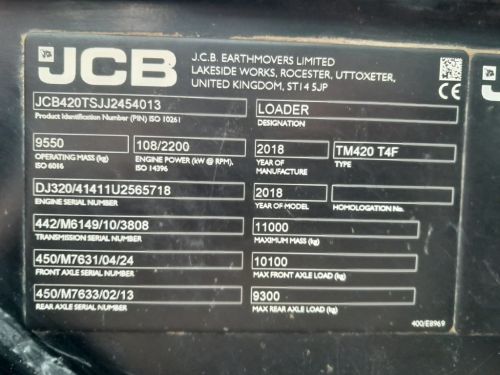 JCB
J.C.B. EARTHMOVERS LIMITED
LAKESIDE WORKS, ROCESTER, UTTOXETER,
UNITED KINGDOM, ST14 5JP
CE
JCB420TSJJ2454013
Product Identification Number (PIN) ISO 10261
LOADER
DESIGNATION
9550
OPERATING MASS (kg)
ISO 6016
108/2200
ENGINE POWER (kW @ RPM),
ISO 14396
2018
YEAR OF
MANUFACTURE
TM420 T4F
TYPE
DJ320/41411U2565718
ENGINE SERIAL NUMBER
2018
YEAR OF MODEL
HOMOLOGATION No.
442/M6149/10/3808
TRANSMISSION SERIAL NUMBER
11000
MAXIMUM MASS (kg)
450/M7631/04/24
FRONT AXLE SERIAL NUMBER
10100
MAX FRONT AXLE LOAD (kg)
450/M7633/02/13
REAR AXLE SERIAL NUMBER
9300
MAX REAR AXLE LOAD (kg)
400/E8969